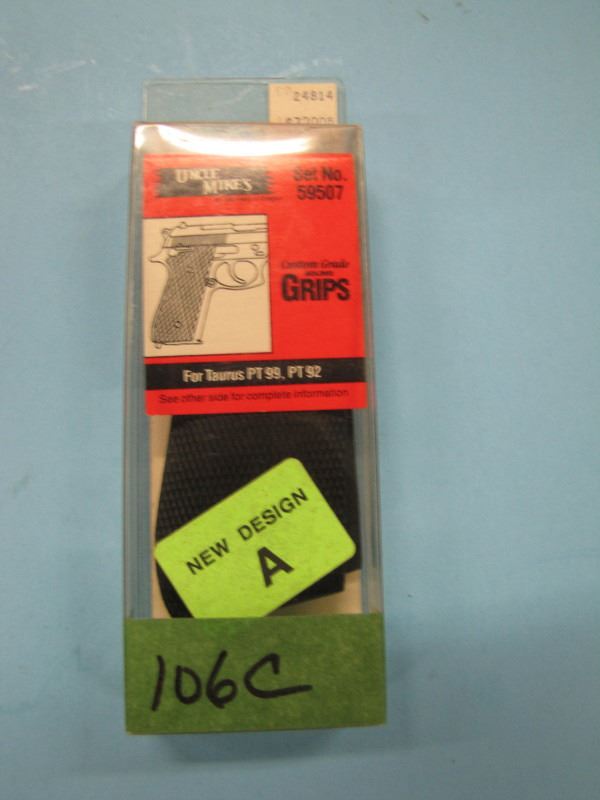 24814
UNCLE
MIKE'S
Set No.
59507
Custom Grade
GRIPS
For Taurus PT 99, PT 92
See other side for complete information
NEW DESIGN
A
106C